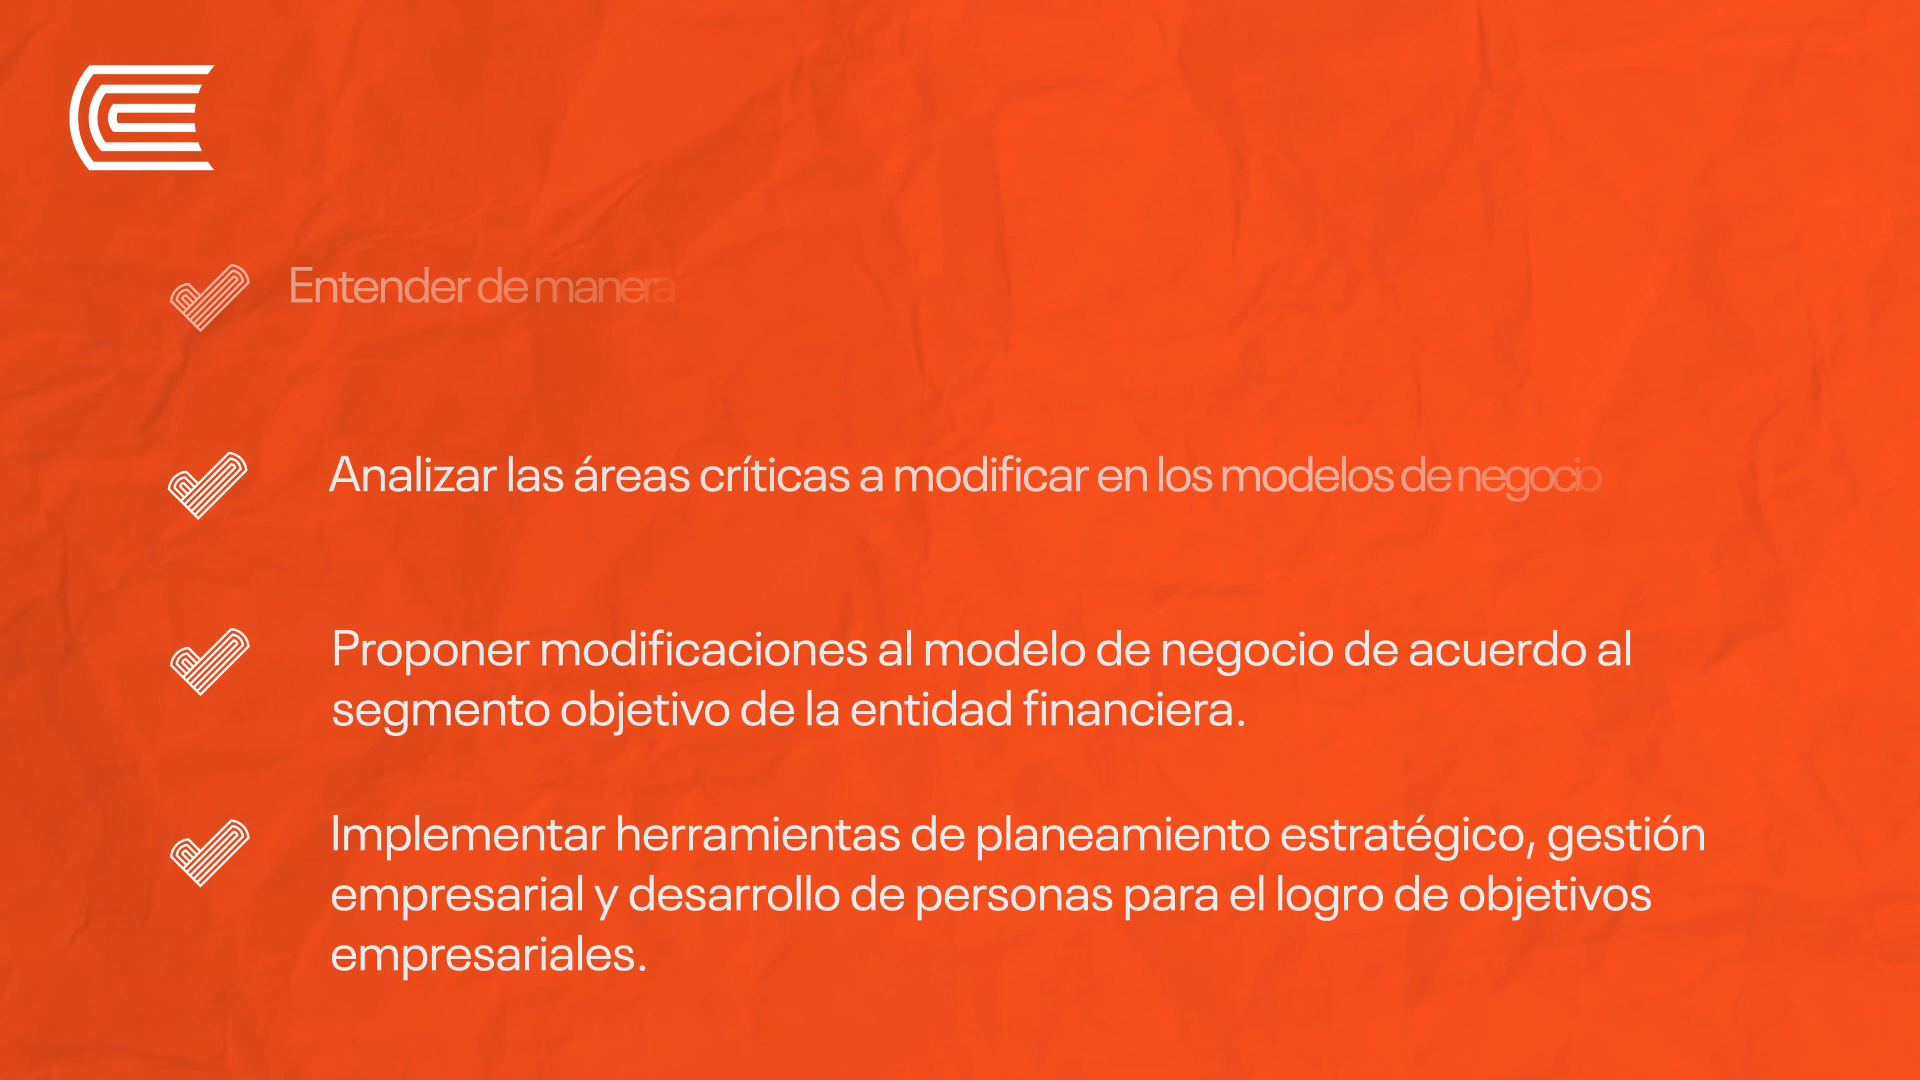 Entender de manera
Analizar las áreas críticas a modificar en los modelos de negocio
Proponer modificaciones al modelo de negocio de acuerdo al
segmento objetivo de la entidad financiera.
Implementar herramientas de planeamiento estratégico, gestión
empresarial y desarrollo de personas para el logro de objetivos
empresariales.